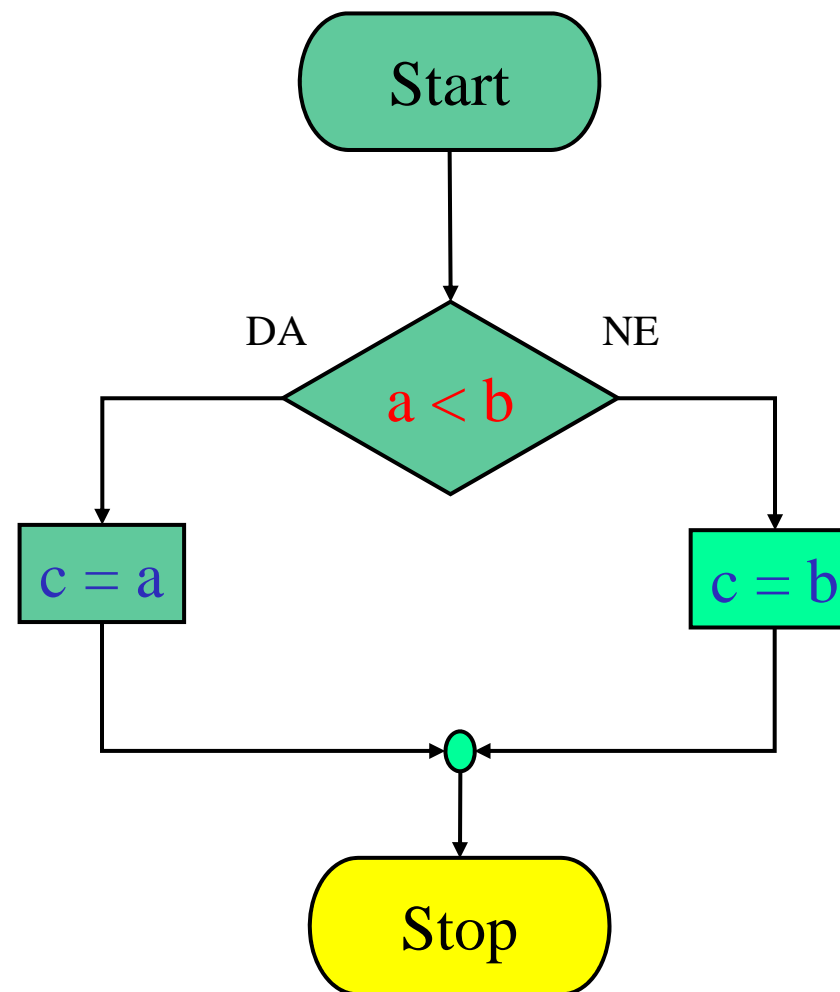 Start
DA
NE
a < b
c = a
c = b
Stop